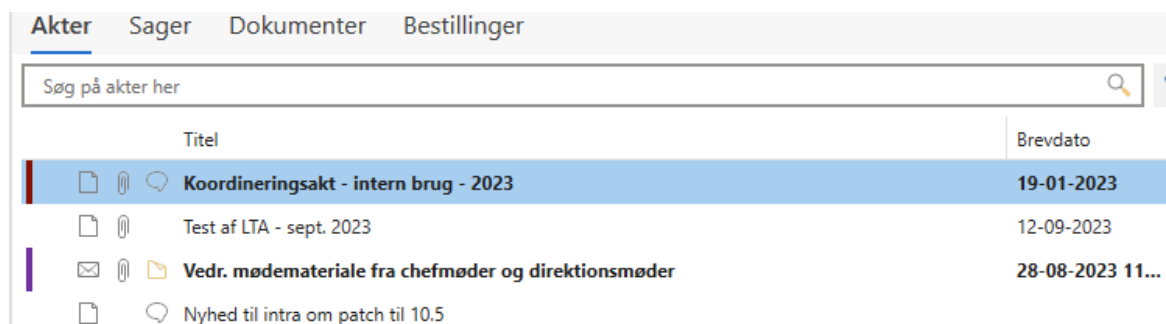 Akter Sager Dokumenter Bestillinger
Søg på akter her
Titel Brevdato
Koordineringsakt - intern brug - 2023 19-01-2023
Test af LTA - sept. 2023 12-09-2023
Vedr. mødemateriale fra chefmøder og direktionsmøder 28-08-2023 11...
Nyhed til intra om patch til 10.5